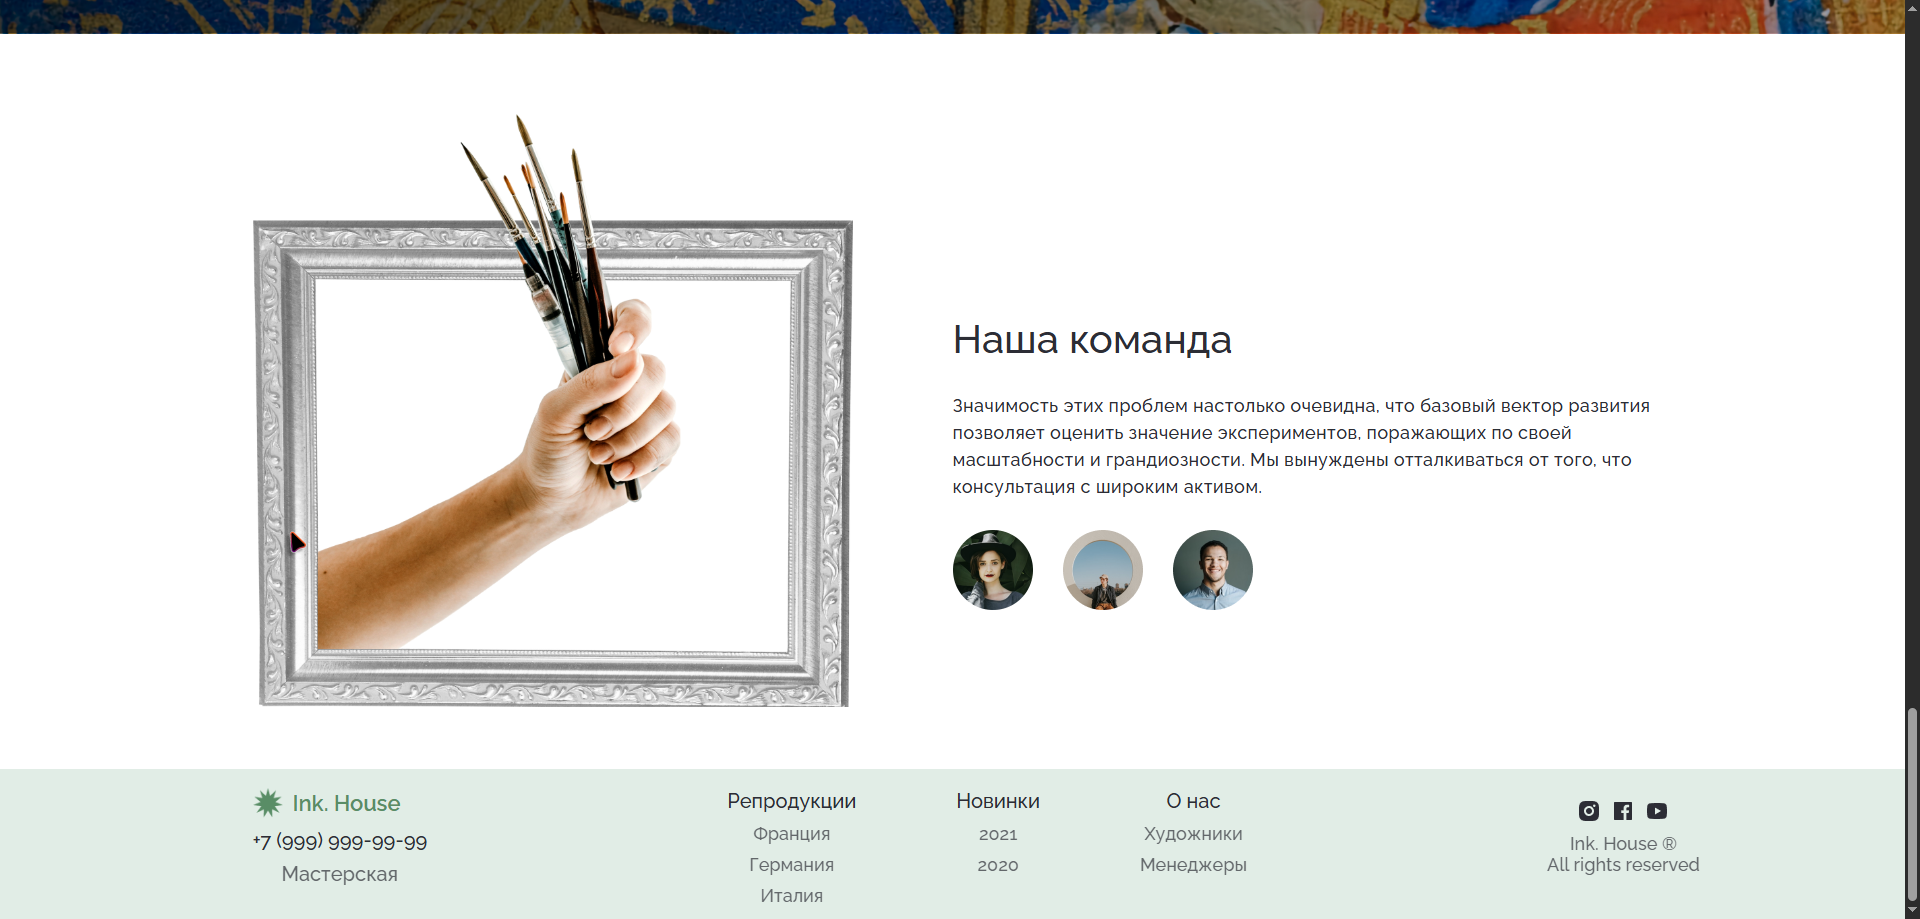 Наша команда
Значимость этих проблем настолько очевидна, что базовый вектор развития
позволяет оценить значение экспериментов, поражающих по своей
масштабности и грандиозности. Мы вынуждены отталкиваться от того, что
консультация с широким активом.
Ink. House
+7 (999) 999-99-99
Мастерская
Репродукции
Франция
Германия
Италия
Новинки
2021
2020
О нас
Художники
Менеджеры
Ink. House ®
All rights reserved